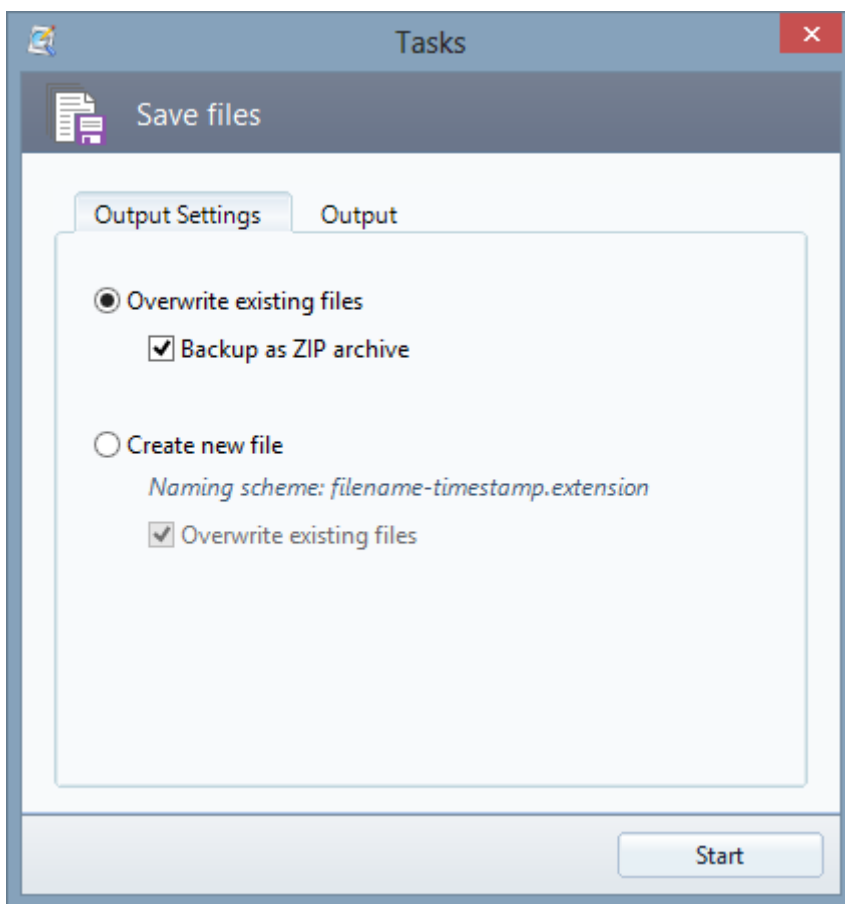 Tasks
Save files
Output Settings Output
Overwrite existing files
Backup as ZIP archive
Create new file
Naming scheme: filename-timestamp.extension
Overwrite existing files
Start